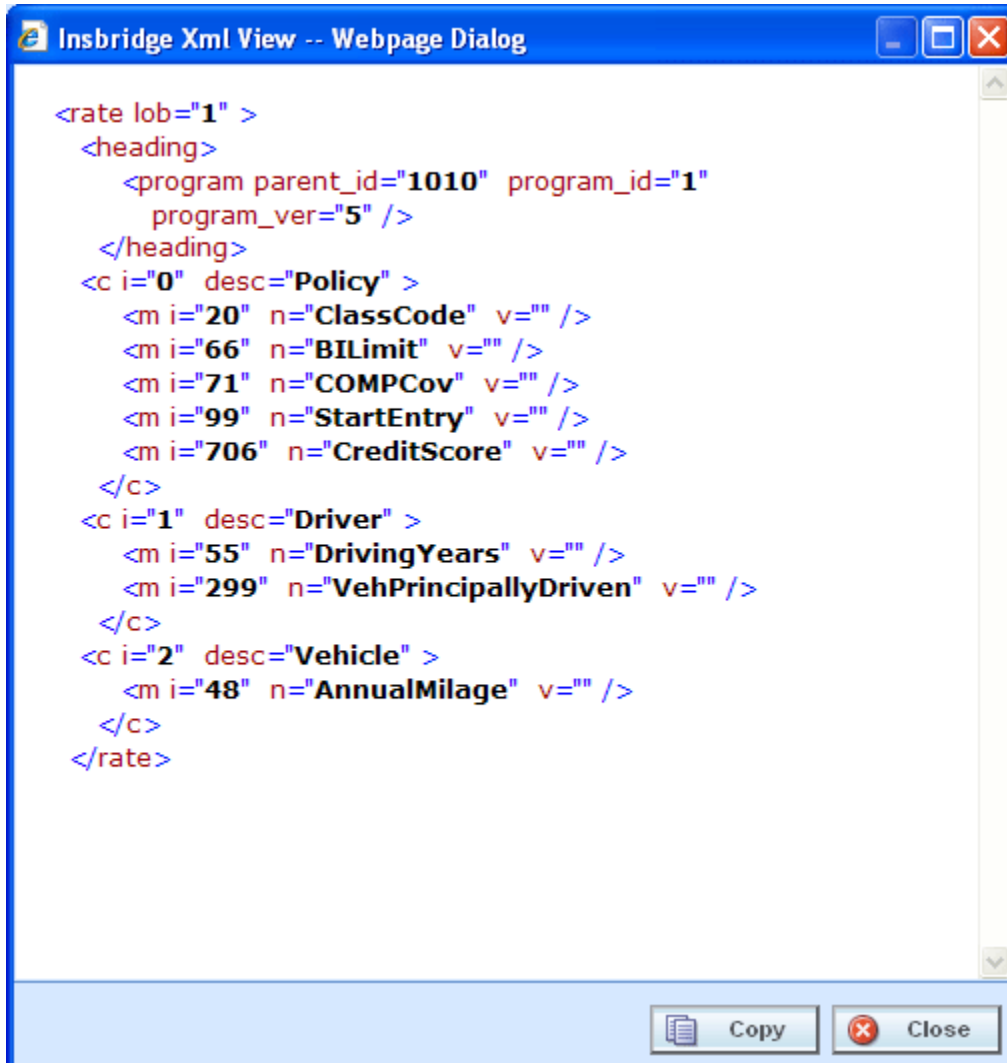 Insbridge Xml View -- Webpage Dialog
<rate lob="1" >
<heading>
<program parent_id="1010" program_id="1"
program_ver="5" />
</heading>
<c i="0" desc="Policy" >
<m i="20" n="ClassCode" v="" />
<m i="66" n="BILimit" v="" />
<m i="71" n="COMPCov" v="" />
<m i="99" n="StartEntry" v="" />
<m i="706" n="CreditScore" v="" />
</c>
<c i="1" desc="Driver" >
<m i="55" n="DrivingYears" v="" />
<m i="299" n="VehPrincipallyDriven" v="" />
</c>
<c i="2" desc="Vehicle" >
<m i="48" n="AnnualMilage" v="" />
</c>
</rate>
Copy Close